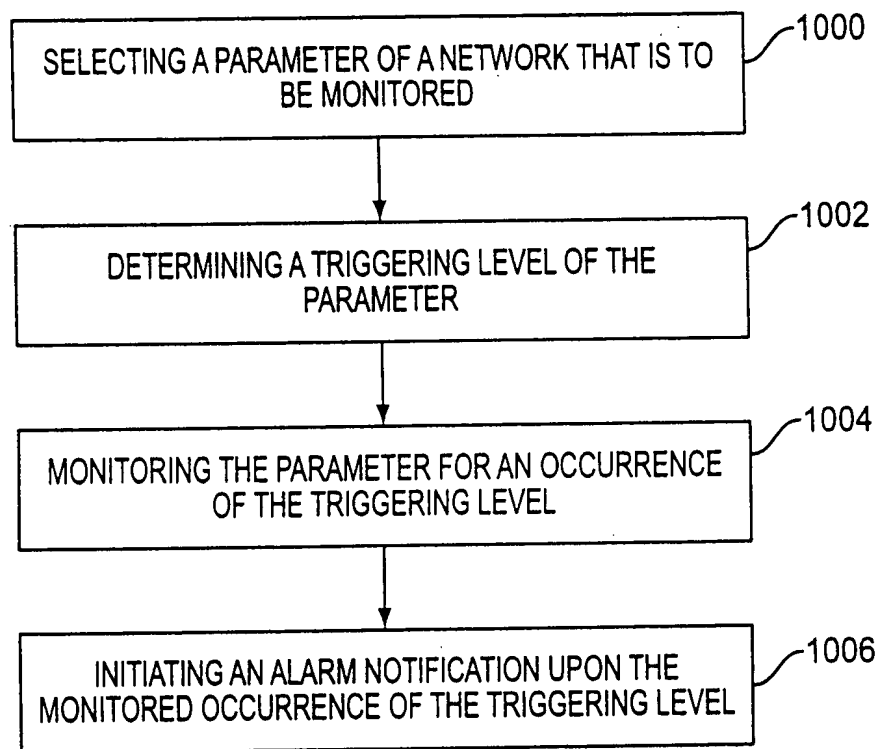 SELECTING A PARAMETER OF A NETWORK THAT IS TO
BE MONITORED
1000
DETERMINING A TRIGGERING LEVEL OF THE
PARAMETER
1002
MONITORING THE PARAMETER FOR AN OCCURRENCE
OF THE TRIGGERING LEVEL
1004
INITIATING AN ALARM NOTIFICATION UPON THE
MONITORED OCCURRENCE OF THE TRIGGERING LEVEL
1006